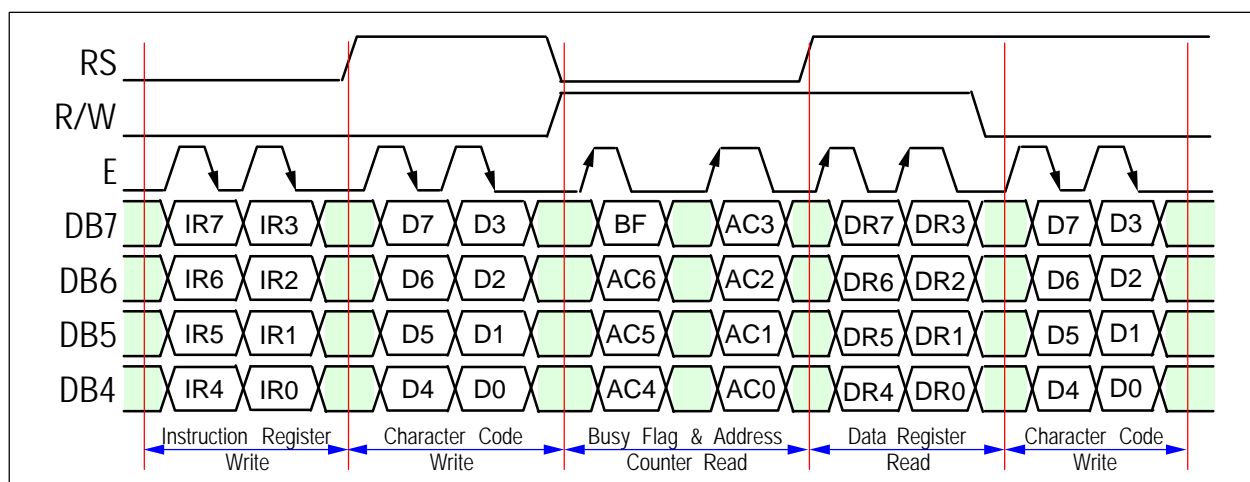 RS
R/W
E
DB7 IR7 IR3 D7 D3 BF AC3 DR7 DR3 D7 D3
DB6 IR6 IR2 D6 D2 AC6 AC2 DR6 DR2 D6 D2
DB5 IR5 IR1 D5 D1 AC5 AC1 DR5 DR1 D5 D1
DB4 IR4 IR0 D4 D0 AC4 AC0 DR4 DR0 D4 D0
Instruction Register Character Code Busy Flag & Address Data Register Character Code
Write Write Counter Read Read Write